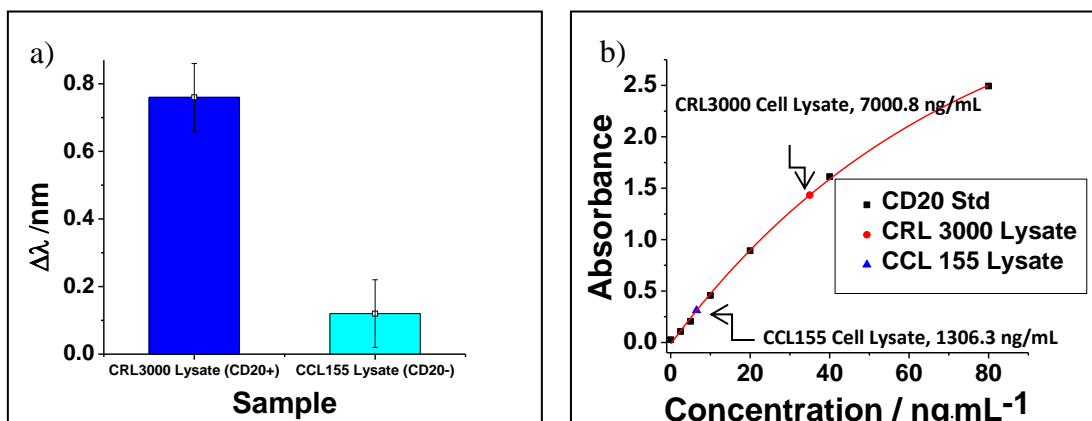 a)
0.8
0.6
0.4
0.2
0.0
Δλ /nm
CRL3000 Lysate (CD20+)
CCL155 Lysate (CD20-)
Sample
b)
2.5
2.0
1.5
1.0
0.5
0.0
Absorbance
CRL3000 Cell Lysate, 7000.8 ng/mL
CD20 Std
CRL 3000 Lysate
CCL 155 Lysate
CCL155 Cell Lysate, 1306.3 ng/mL
0 20 40 60 80
Concentration / ng.mL-1